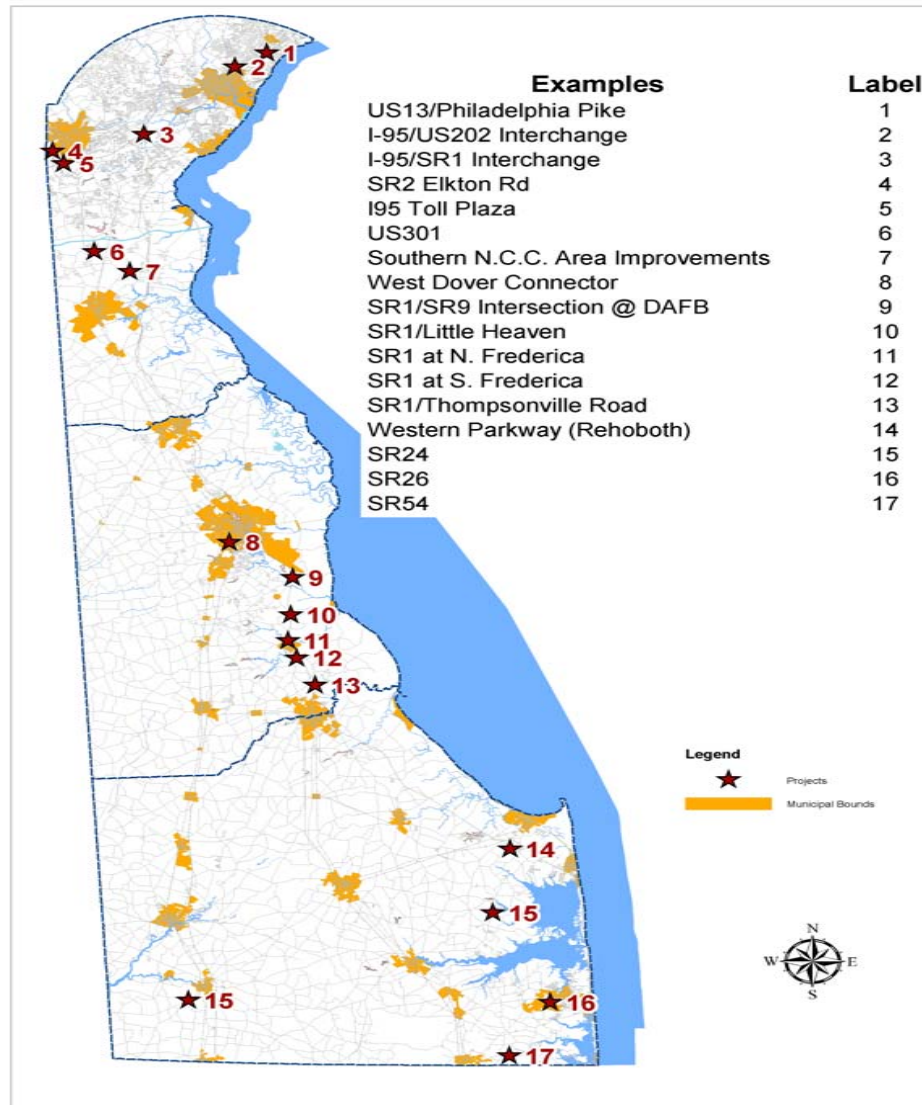 Examples Label
US13/Philadelphia Pike 1
I-95/US202 Interchange 2
I-95/SR1 Interchange 3
SR2 Elkton Rd 4
I95 Toll Plaza 5
US301 6
Southern N.C.C. Area Improvements 7
West Dover Connector 8
SR1/SR9 Intersection @ DAFB 9
SR1/Little Heaven 10
SR1 at N. Frederica 11
SR1 at S. Frederica 12
SR1/Thompsonville Road 13
Western Parkway (Rehoboth) 14
SR24 15
SR26 16
SR54 17
1
2
3
4
5
6
7
8
9
10
11
12
13
14
15
15
16
17
Legend
Projects
Municipal Bounds
N
W E
S